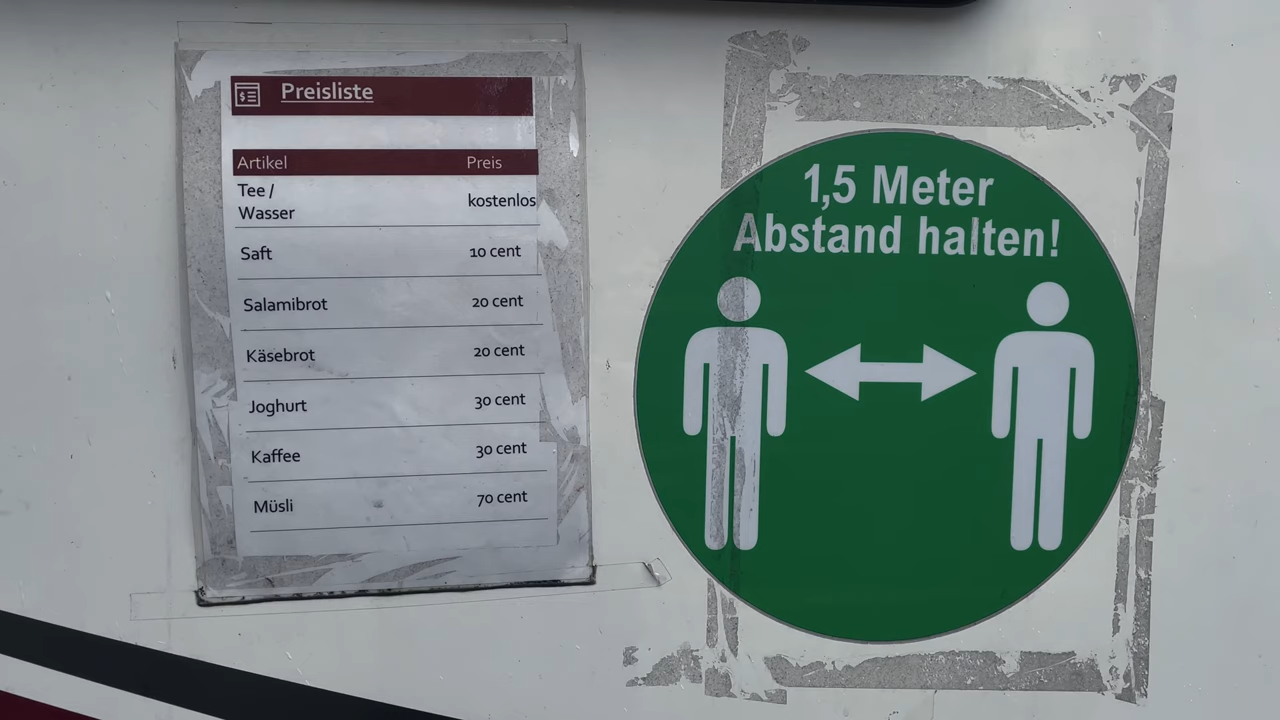 Preisliste
Artikel Preis
Tee /
Wasser kostenlos
Saft 10 cent
Salamibrot 20 cent
Käsebrot 20 cent
Joghurt 30 cent
Kaffee 30 cent
Müsli 70 cent
1,5 Meter
Abstand halten!